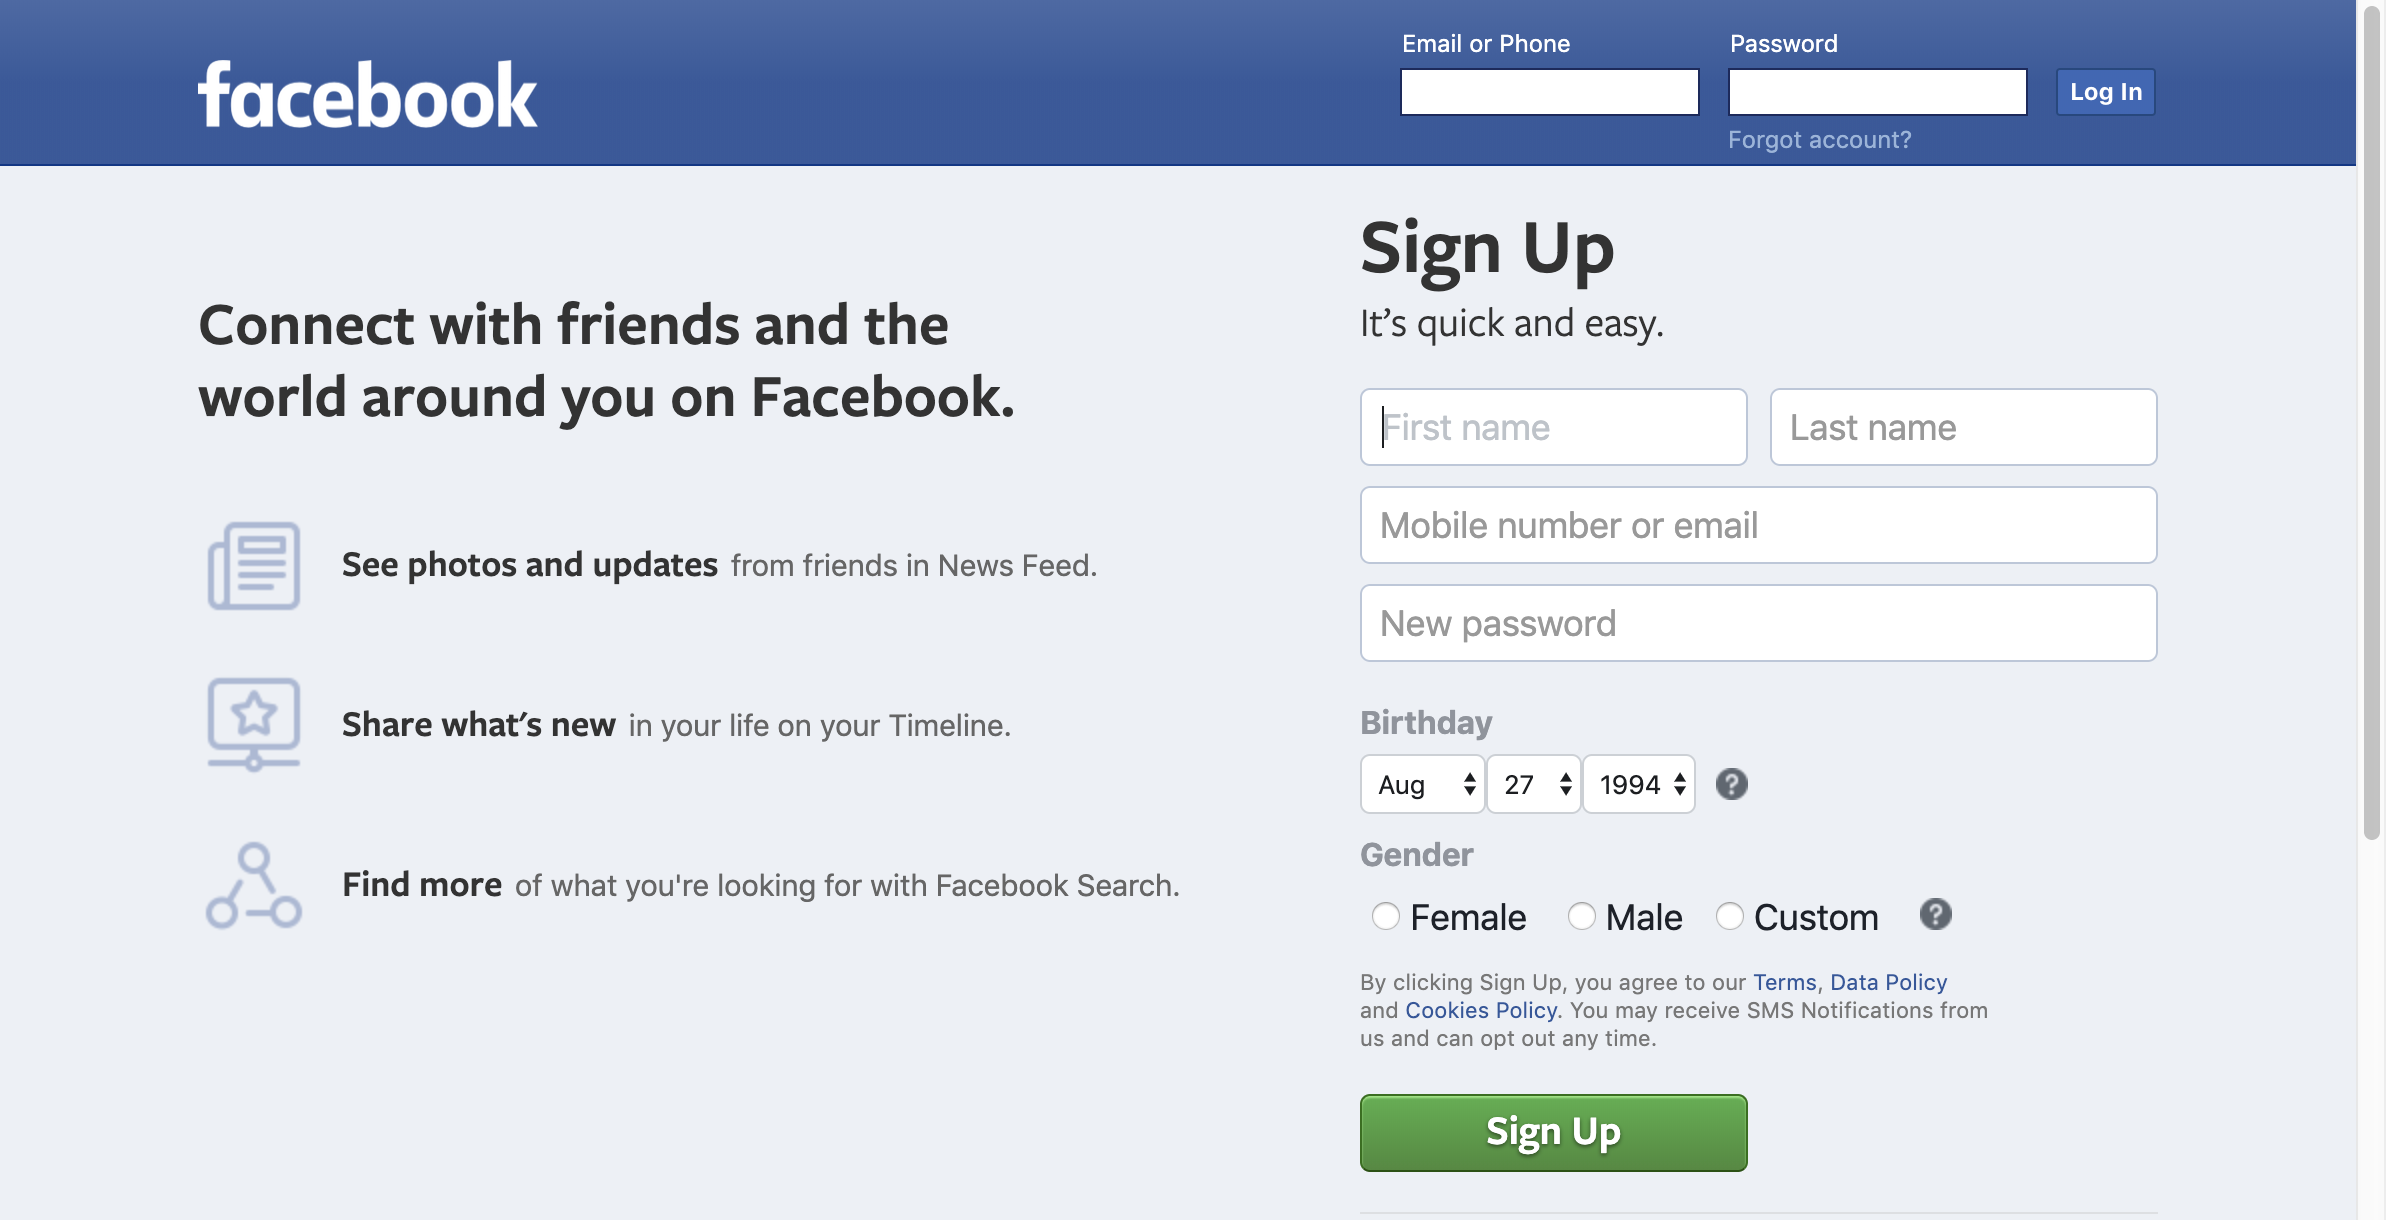 facebook
Email or Phone
Password
Log In
Forgot account?
Connect with friends and the
world around you on Facebook.
See photos and updates from friends in News Feed.
Share what's new in your life on your Timeline.
Find more of what you're looking for with Facebook Search.
Sign Up
It’s quick and easy.
First name
Last name
Mobile number or email
New password
Birthday
Aug 27 1994 ?
Gender
Female Male Custom ?
By clicking Sign Up, you agree to our Terms, Data Policy
and Cookies Policy. You may receive SMS Notifications from
us and can opt out any time.
Sign Up